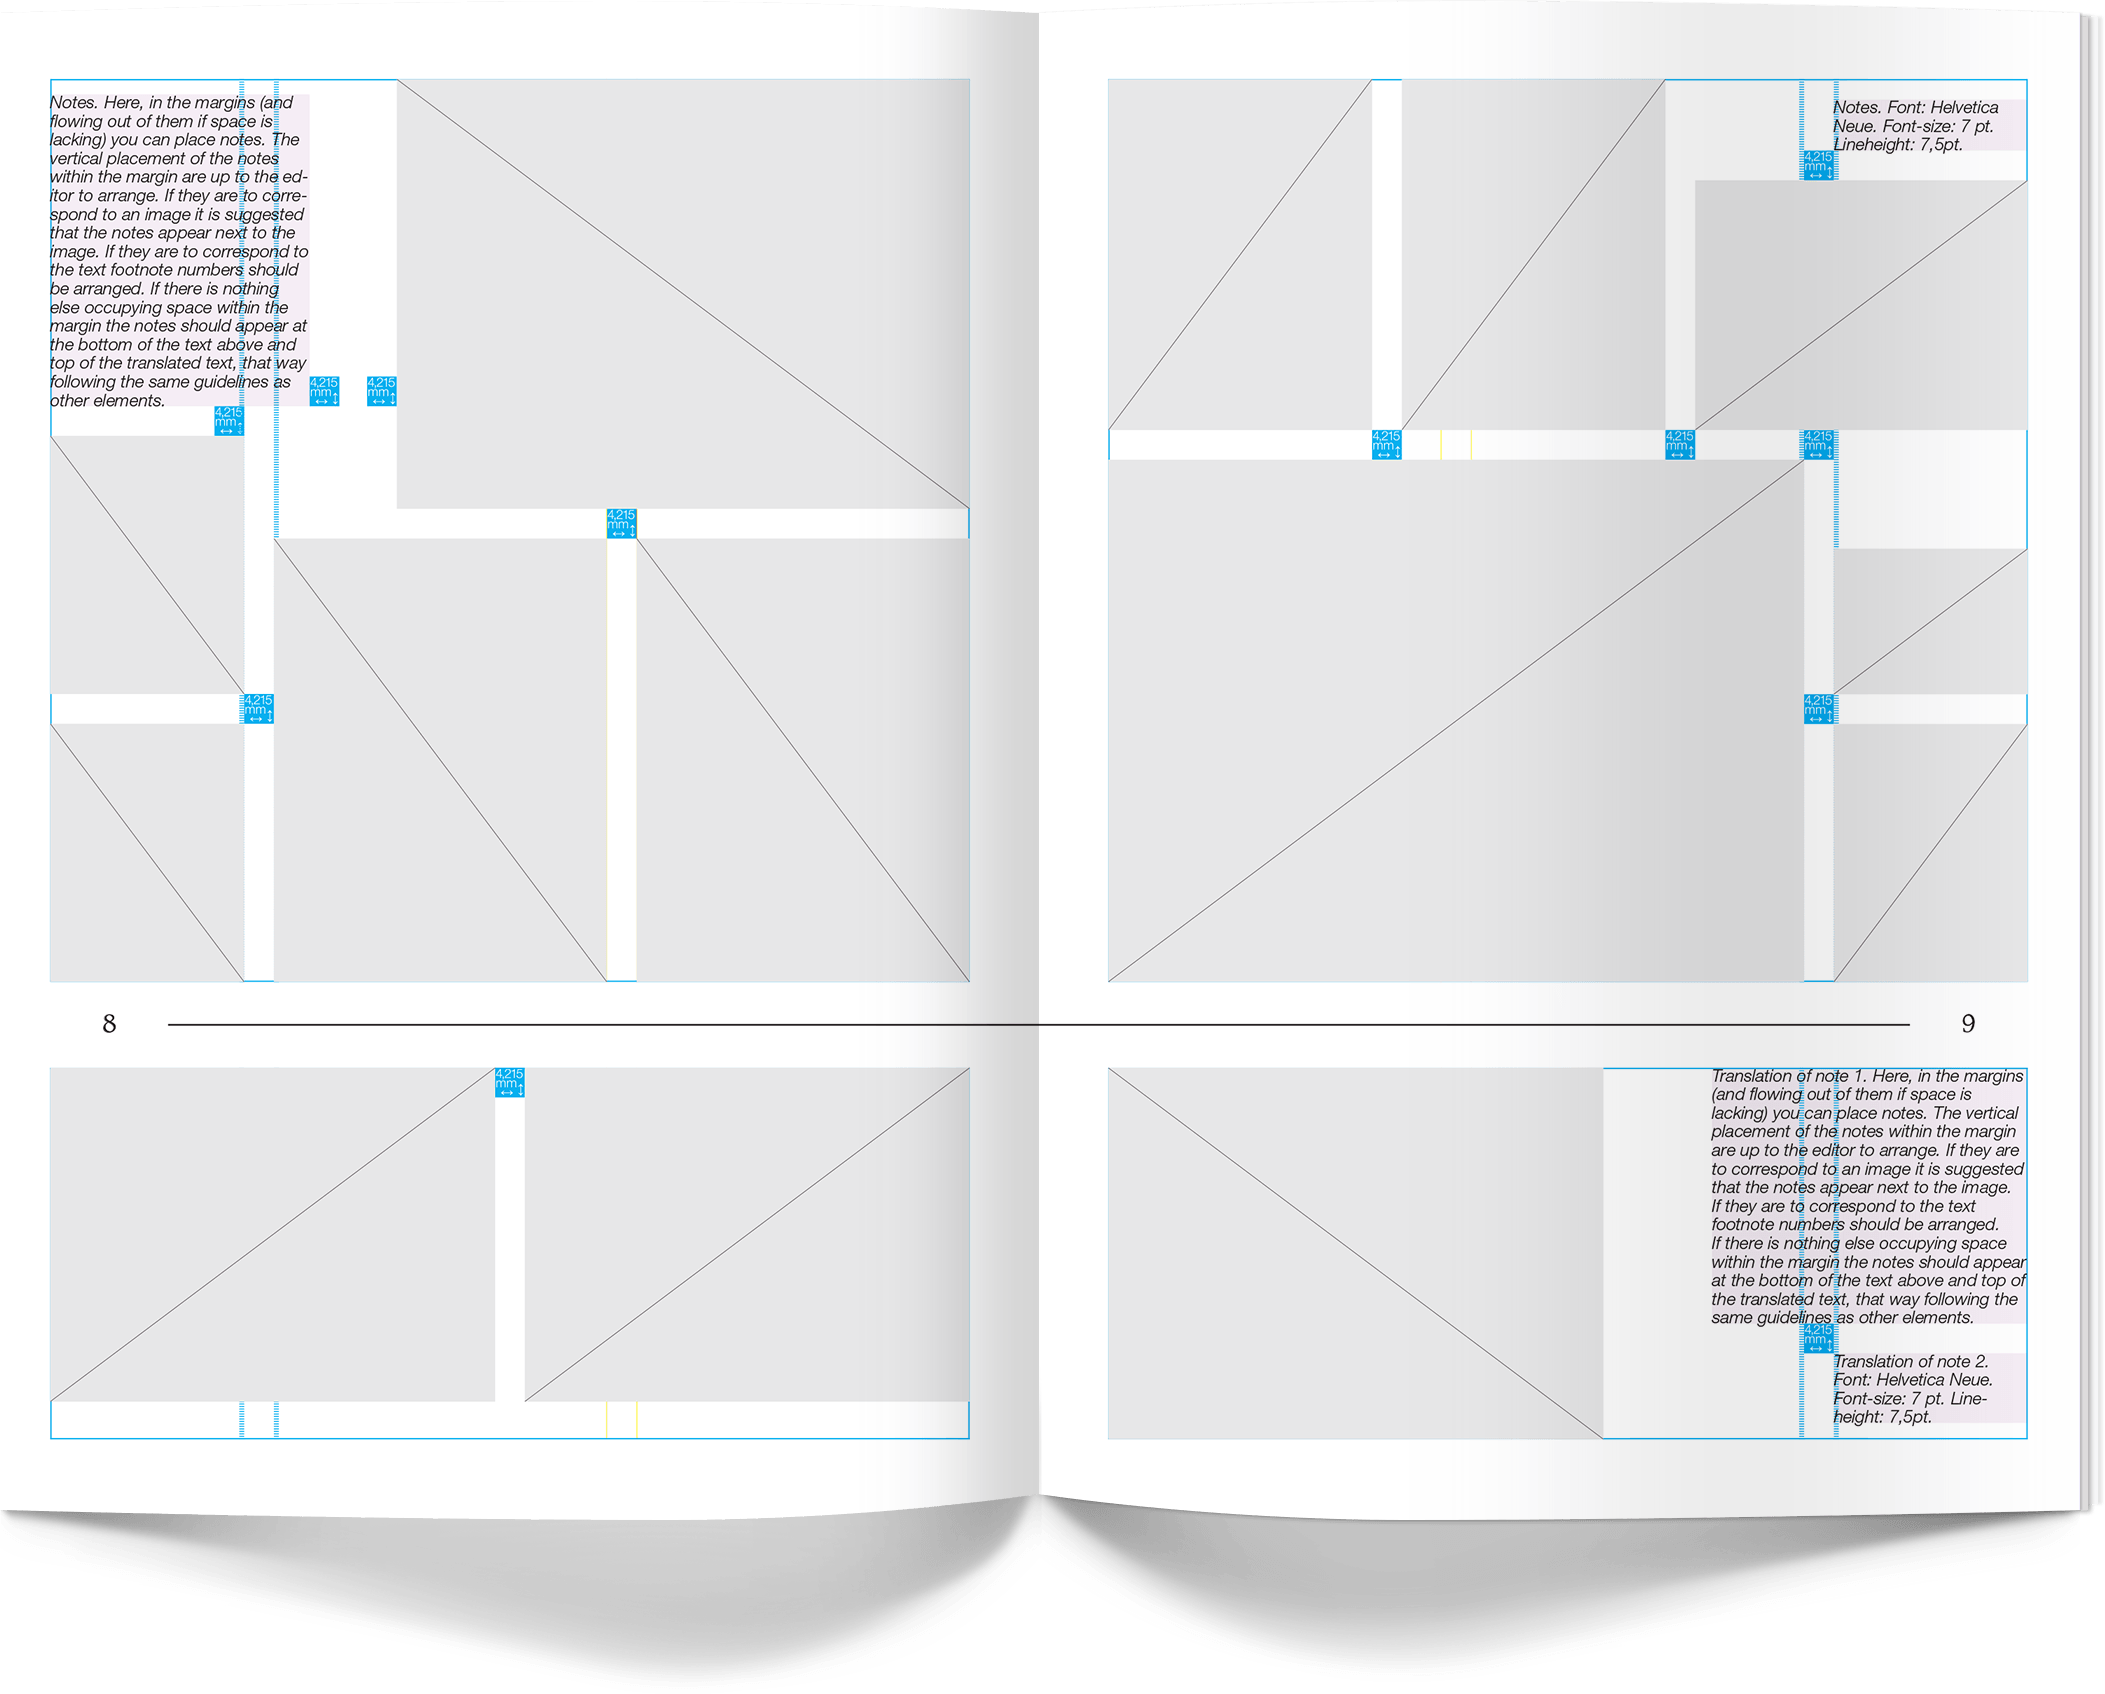 Notes. Here, in the margins (and
flowing out of them if space is
lacking) you can place notes. The
vertical placement of the notes
within the margin are up to the ed-
itor to arrange. If they are to corre-
spond to an image it is suggested
that the notes appear next to the
image. If they are to correspond to
the text footnote numbers should
be arranged. If there is nothing
else occupying space within the
margin the notes should appear at
the bottom of the text above and
top of the translated text, that way
following the same guidelines as
other elements.
4,215
mm
4,215
mm
4,215
mm
4,215
mm
4,215
mm
8
4,215
mm
Notes. Font: Helvetica
Neue. Font-size: 7 pt.
Lineheight: 7,5pt.
4,215
mm
4,215
mm
4,215
mm
4,215
mm
4,215
mm
9
Translation of note 1. Here, in the margins
(and flowing out of them if space is
lacking) you can place notes. The vertical
placement of the notes within the margin
are up to the editor to arrange. If they are
to correspond to an image it is suggested
that the notes appear next to the image.
If they are to correspond to the text
footnote numbers should be arranged.
If there is nothing else occupying space
within the margin the notes should appear
at the bottom of the text above and top of
the translated text, that way following the
same guidelines as other elements.
4,215
mm
Translation of note 2.
Font: Helvetica Neue.
Font-size: 7 pt. Line-
height: 7,5pt.